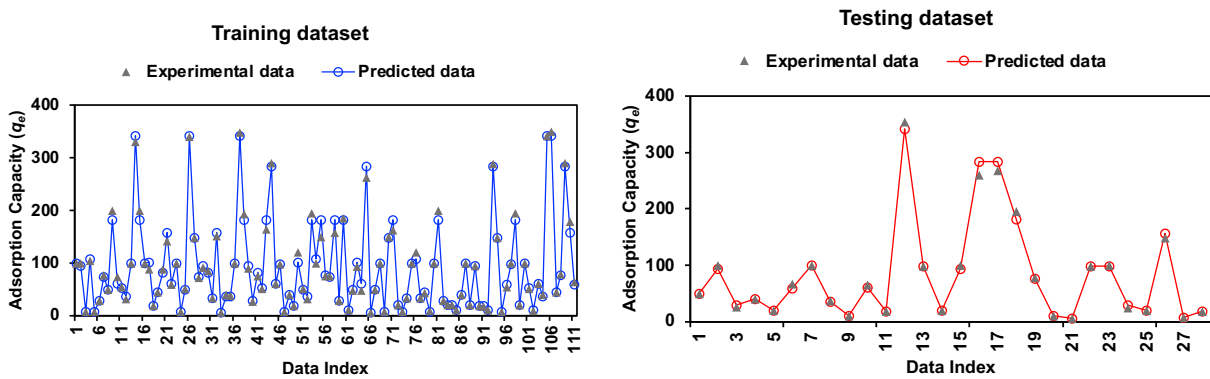 Training dataset
Experimental data Predicted data
Adsorption Capacity (qe)
400
300
200
100
0
1 6 11 16 21 26 31 36 41 46 51 56 61 66 71 76 81 86 91 96 101 106 111
Data Index
Testing dataset
Experimental data Predicted data
Adsorption Capacity (qe)
400
300
200
100
0
1 3 5 7 9 11 13 15 17 19 21 23 25 27
Data Index